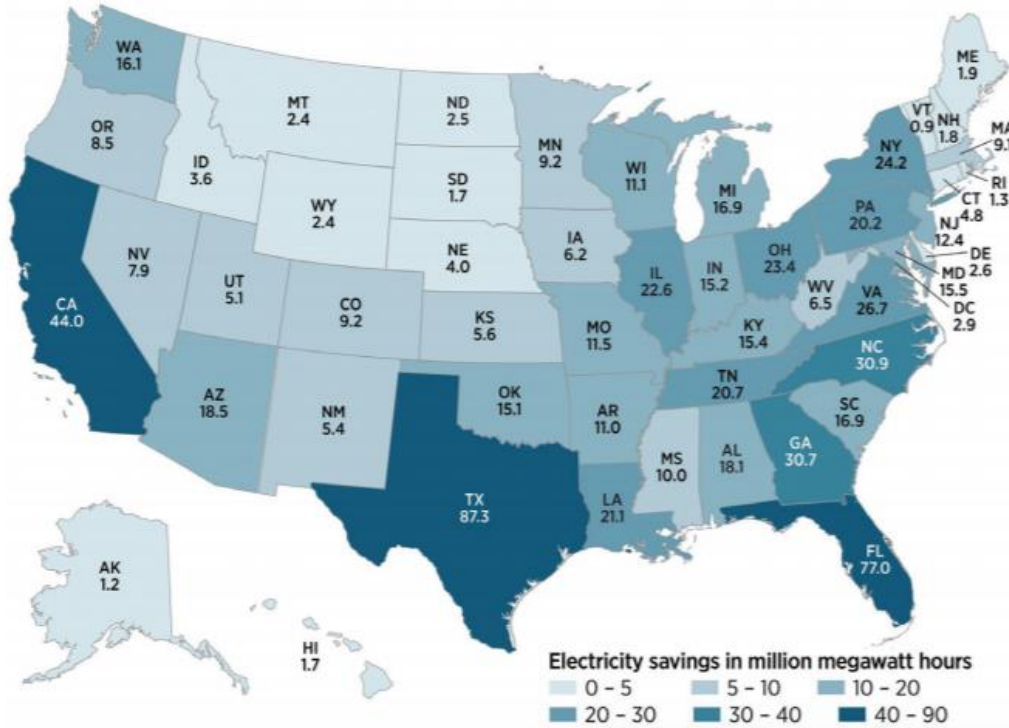 WA
16.1
OR
8.5
CA
44.0
NV
7.9
ID
3.6
MT
2.4
WY
2.4
UT
5.1
AZ
18.5
CO
9.2
NM
5.4
ND
2.5
SD
1.7
NE
4.0
KS
5.6
OK
15.1
TX
87.3
MN
9.2
IA
6.2
MO
11.5
AR
11.0
LA
21.1
WI
11.1
IL
22.6
MI
16.9
IN
15.2
OH
23.4
KY
15.4
TN
20.7
MS
10.0
AL
18.1
GA
30.7
FL
77.0
SC
16.9
NC
30.9
VA
26.7
WV
6.5
PA
20.2
NY
24.2
VT
0.9
NH
1.8
ME
1.9
MA
9.1
RI
1.3
CT
4.8
NJ
12.4
DE
2.6
MD
15.5
DC
2.9
AK
1.2
HI
1.7
Electricity savings in million megawatt hours
0 – 5 5 – 10 10 – 20
20 – 30 30 – 40 40 – 90